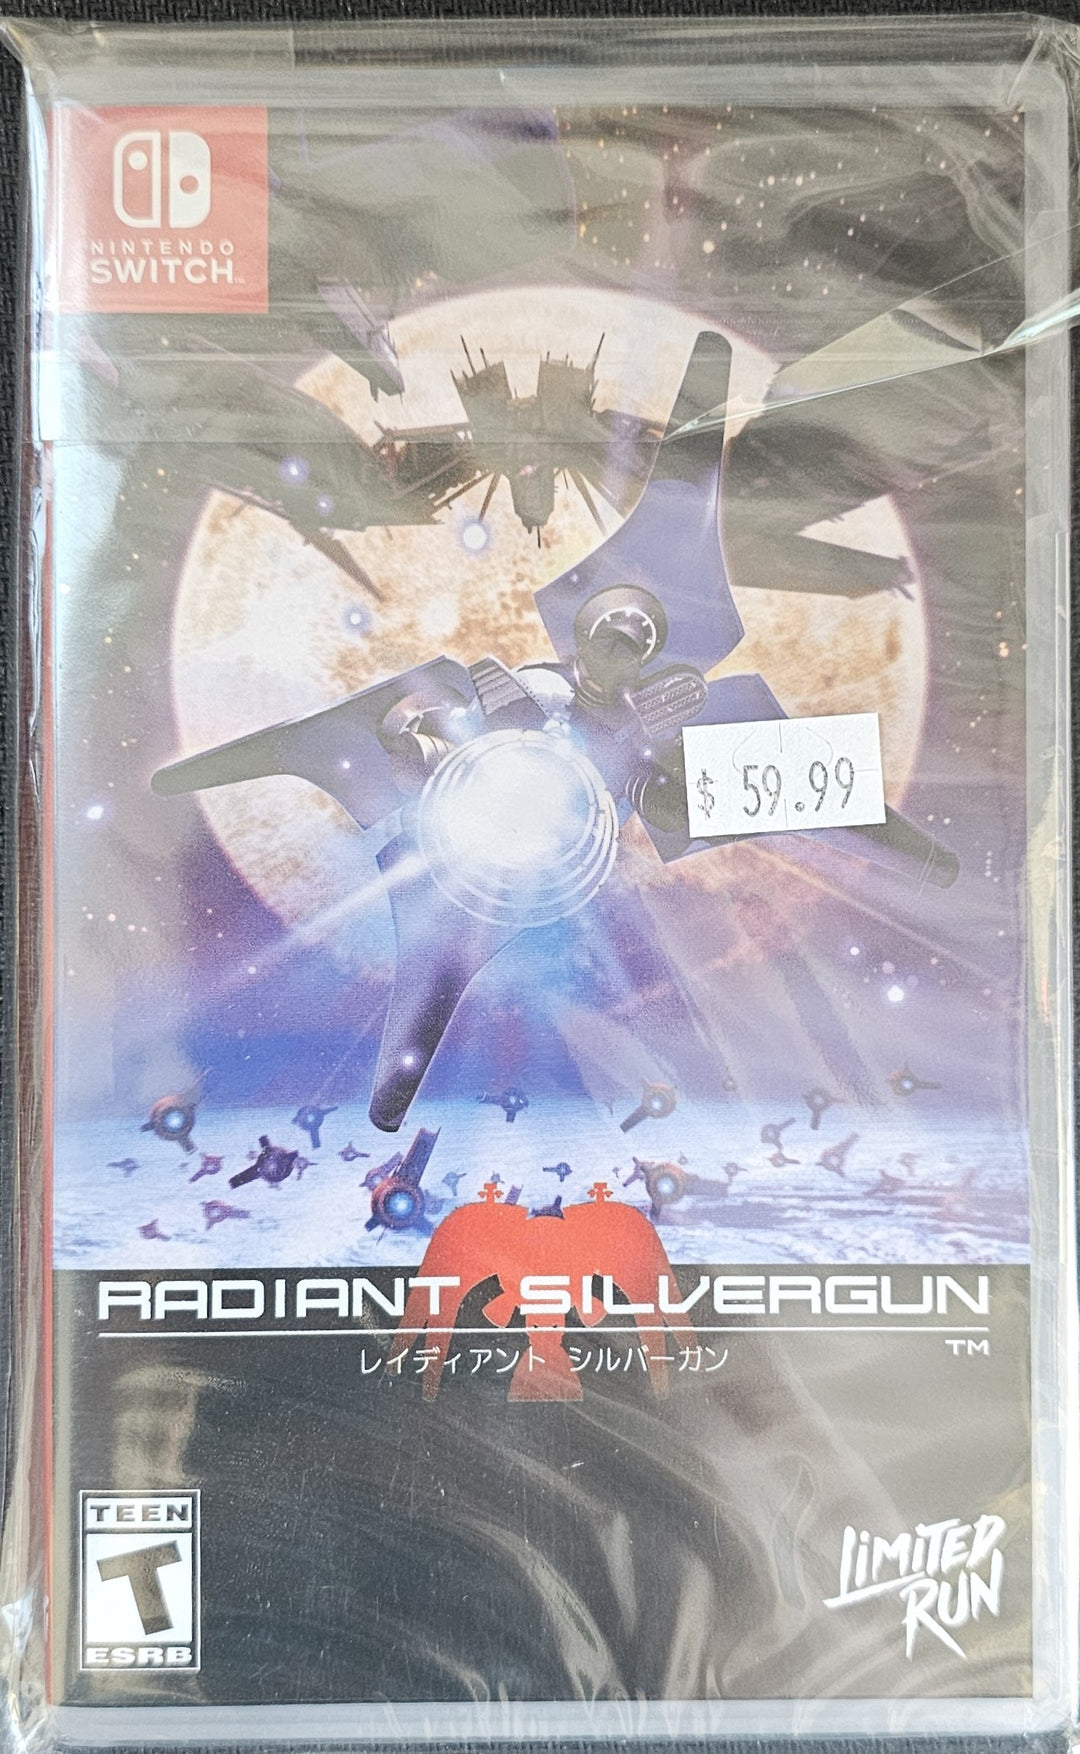 NINTENDO
SWITCH™
$ 59.99
RADIANT SILVERGUN
TM
レイディアント シルバーガン
TEEN
T
ESRB
LIMITED
RUN